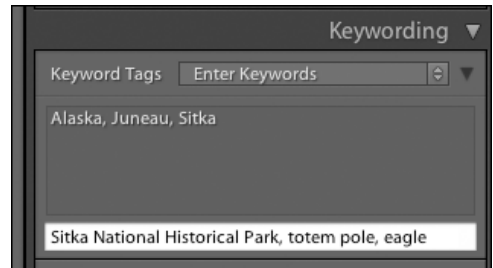 Keywording
Keyword Tags Enter Keywords
Alaska, Juneau, Sitka
Sitka National Historical Park, totem pole, eagle